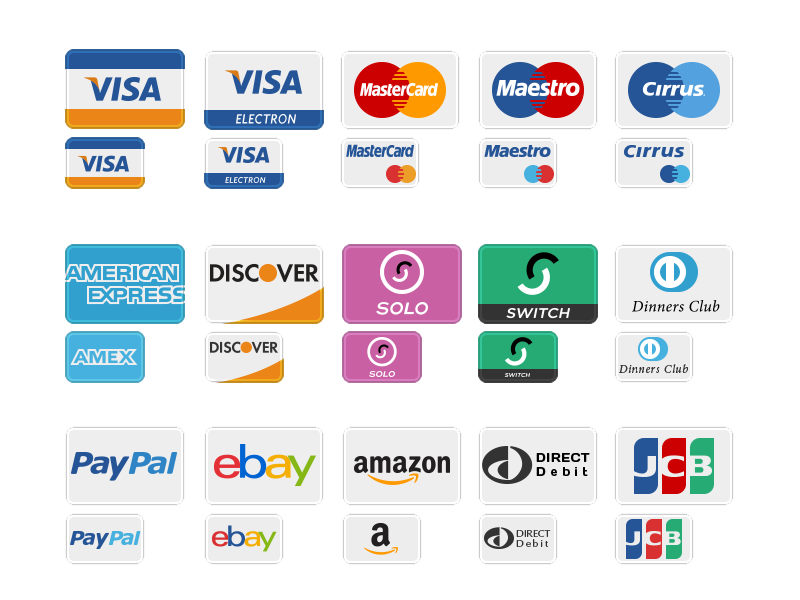 VISA
VISA
ELECTRON
MasterCard
Maestro
Cirrus
VISA
VISA
ELECTRON
MasterCard
Maestro
Cirrus
AMERICAN
EXPRESS
DISCOVER
SOLO
SWITCH
Dinners Club
AMEX
DISCOVER
SOLO
SWITCH
Dinners Club
PayPal
ebay
amazon
DIRECT
Debit
JCB
PayPal
ebay
a
DIRECT
Debit
JCB